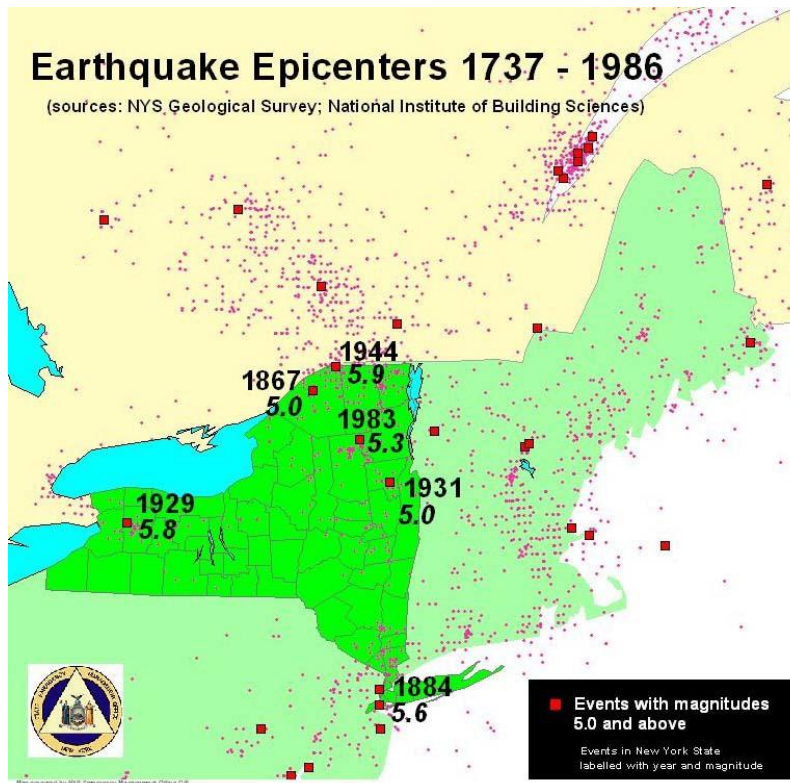 Earthquake Epicenters 1737 - 1986
(sources: NYS Geological Survey; National Institute of Building Sciences)
1944
5.9
1867
5.0
1983
5.3
1931
5.0
1929
5.8
1884
5.6
Events with magnitudes
5.0 and above
Events in New York State
labelled with year and magnitude
NEW YORK